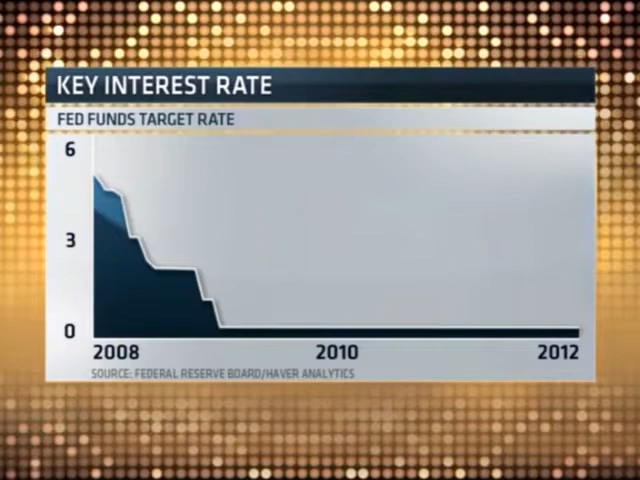 KEY INTEREST RATE
FED FUNDS TARGET RATE
6
3
0
2008 2010 2012
SOURCE: FEDERAL RESERVE BOARD/HAVER ANALYTICS